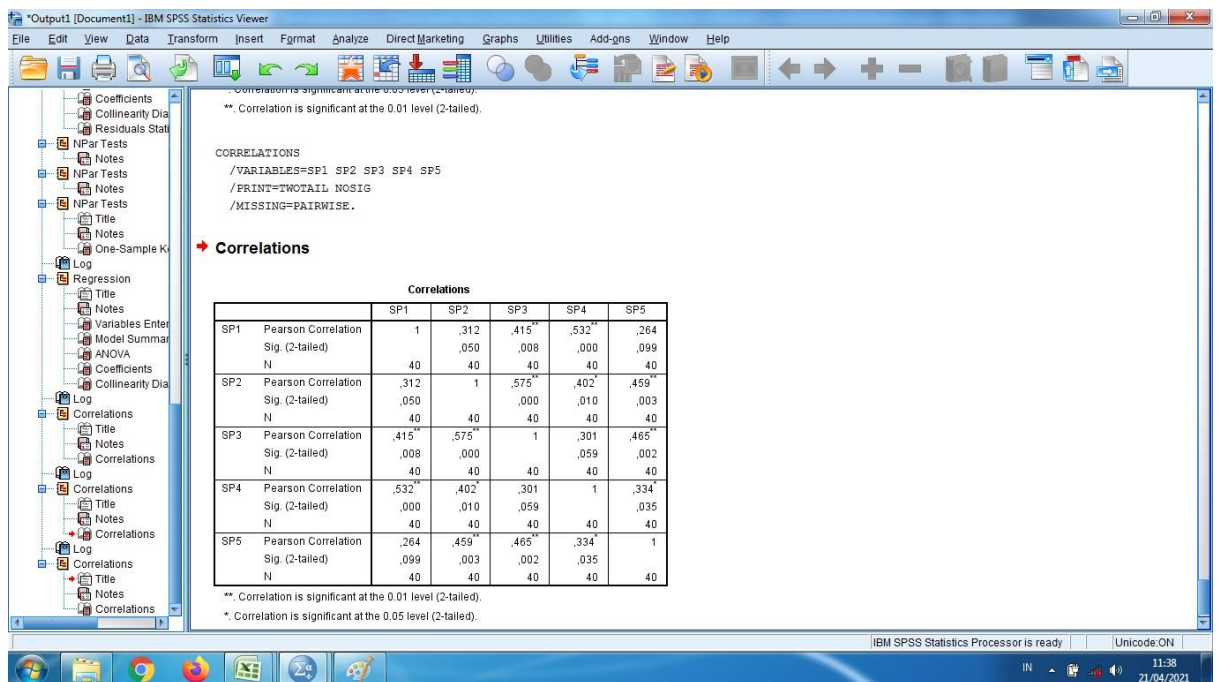 *Output1 [Document1] - IBM SPSS Statistics Viewer
File Edit View Data Transform Insert Format Analyze Direct Marketing Graphs Utilities Add-ons Window Help
Coefficients
Collinearity Dia
Residuals Stati
NPar Tests
Notes
NPar Tests
Notes
NPar Tests
Title
Notes
One-Sample K
Log
Regression
Title
Notes
Variables Enter
Model Summar
ANOVA
Coefficients
Collinearity Dia
Log
Correlations
Title
Notes
Correlations
Log
Correlations
Title
Notes
Correlations
Log
Correlations
Title
Notes
Correlations
. Correlation is significant at the 0.05 level (2-tailed).
**. Correlation is significant at the 0.01 level (2-tailed).
CORRELATIONS
/VARIABLES=SP1 SP2 SP3 SP4 SP5
/PRINT=TWOTAIL NOSIG
/MISSING=PAIRWISE.
Correlations
Correlations
SP1 SP2 SP3 SP4 SP5
SP1 Pearson Correlation 1 ,312 ,415** ,532** ,264
Sig. (2-tailed) ,050 ,008 ,000 ,099
N 40 40 40 40 40
SP2 Pearson Correlation ,312 1 ,575** ,402* ,459**
Sig. (2-tailed) ,050 ,000 ,010 ,003
N 40 40 40 40 40
SP3 Pearson Correlation ,415** ,575** 1 ,301 ,465**
Sig. (2-tailed) ,008 ,000 ,059 ,002
N 40 40 40 40 40
SP4 Pearson Correlation ,532** ,402* ,301 1 ,334*
Sig. (2-tailed) ,000 ,010 ,059 ,035
N 40 40 40 40 40
SP5 Pearson Correlation ,264 ,459** ,465** ,334* 1
Sig. (2-tailed) ,099 ,003 ,002 ,035
N 40 40 40 40 40
**. Correlation is significant at the 0.01 level (2-tailed).
*. Correlation is significant at the 0.05 level (2-tailed).
IBM SPSS Statistics Processor is ready Unicode:ON
IN 11:38
21/04/2021